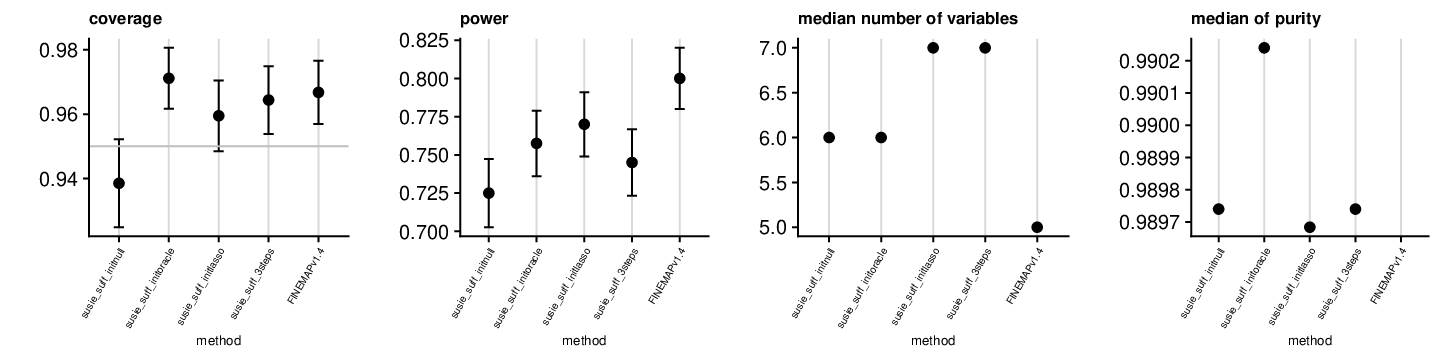 coverage
0.98
0.96
0.94
susie_suff_initnull
susie_suff_initoracle
susie_suff_initlasso
susie_suff_3steps
FINEMAPv1.4
method
power
0.825
0.800
0.775
0.750
0.725
0.700
susie_suff_initnull
susie_suff_initoracle
susie_suff_initlasso
susie_suff_3steps
FINEMAPv1.4
method
median number of variables
7.0
6.5
6.0
5.5
5.0
susie_suff_initnull
susie_suff_initoracle
susie_suff_initlasso
susie_suff_3steps
FINEMAPv1.4
method
median of purity
0.9902
0.9901
0.9900
0.9899
0.9898
0.9897
susie_suff_initnull
susie_suff_initoracle
susie_suff_initlasso
susie_suff_3steps
FINEMAPv1.4
method